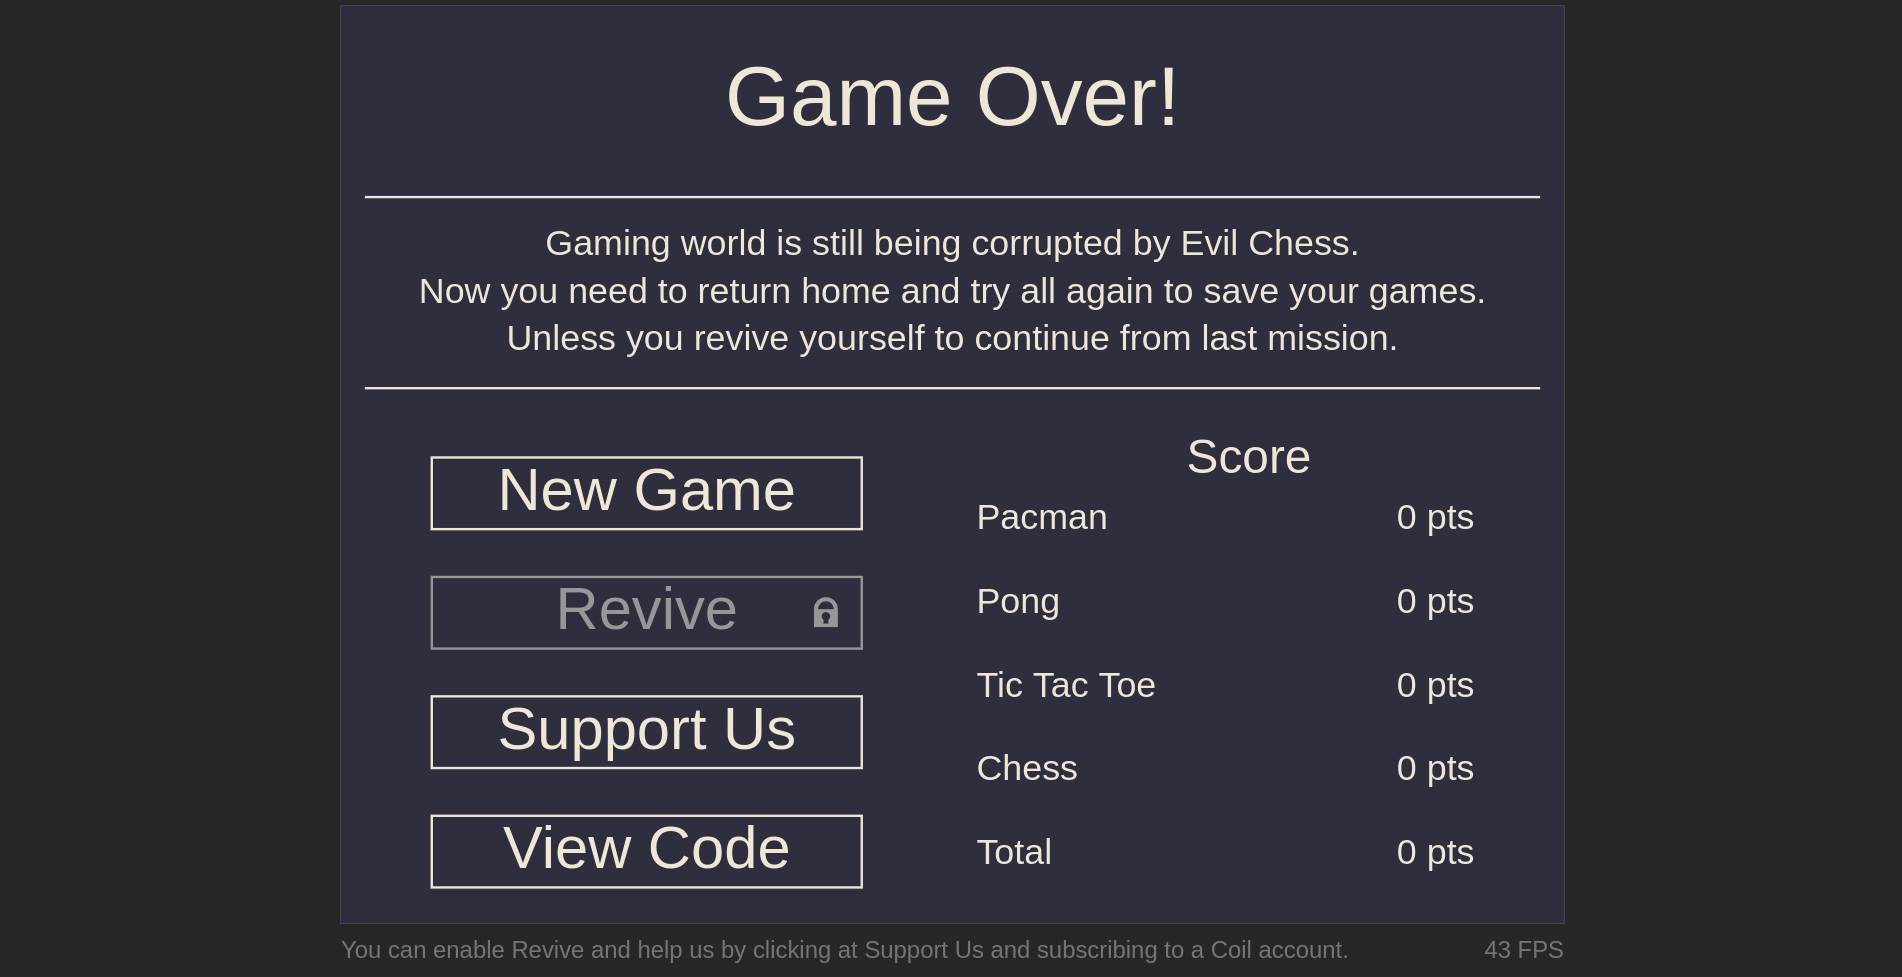 Game Over!
Gaming world is still being corrupted by Evil Chess.
Now you need to return home and try all again to save your games.
Unless you revive yourself to continue from last mission.
New Game
Revive
Support Us
View Code
Score
Pacman 0 pts
Pong 0 pts
Tic Tac Toe 0 pts
Chess 0 pts
Total 0 pts
You can enable Revive and help us by clicking at Support Us and subscribing to a Coil account. 43 FPS